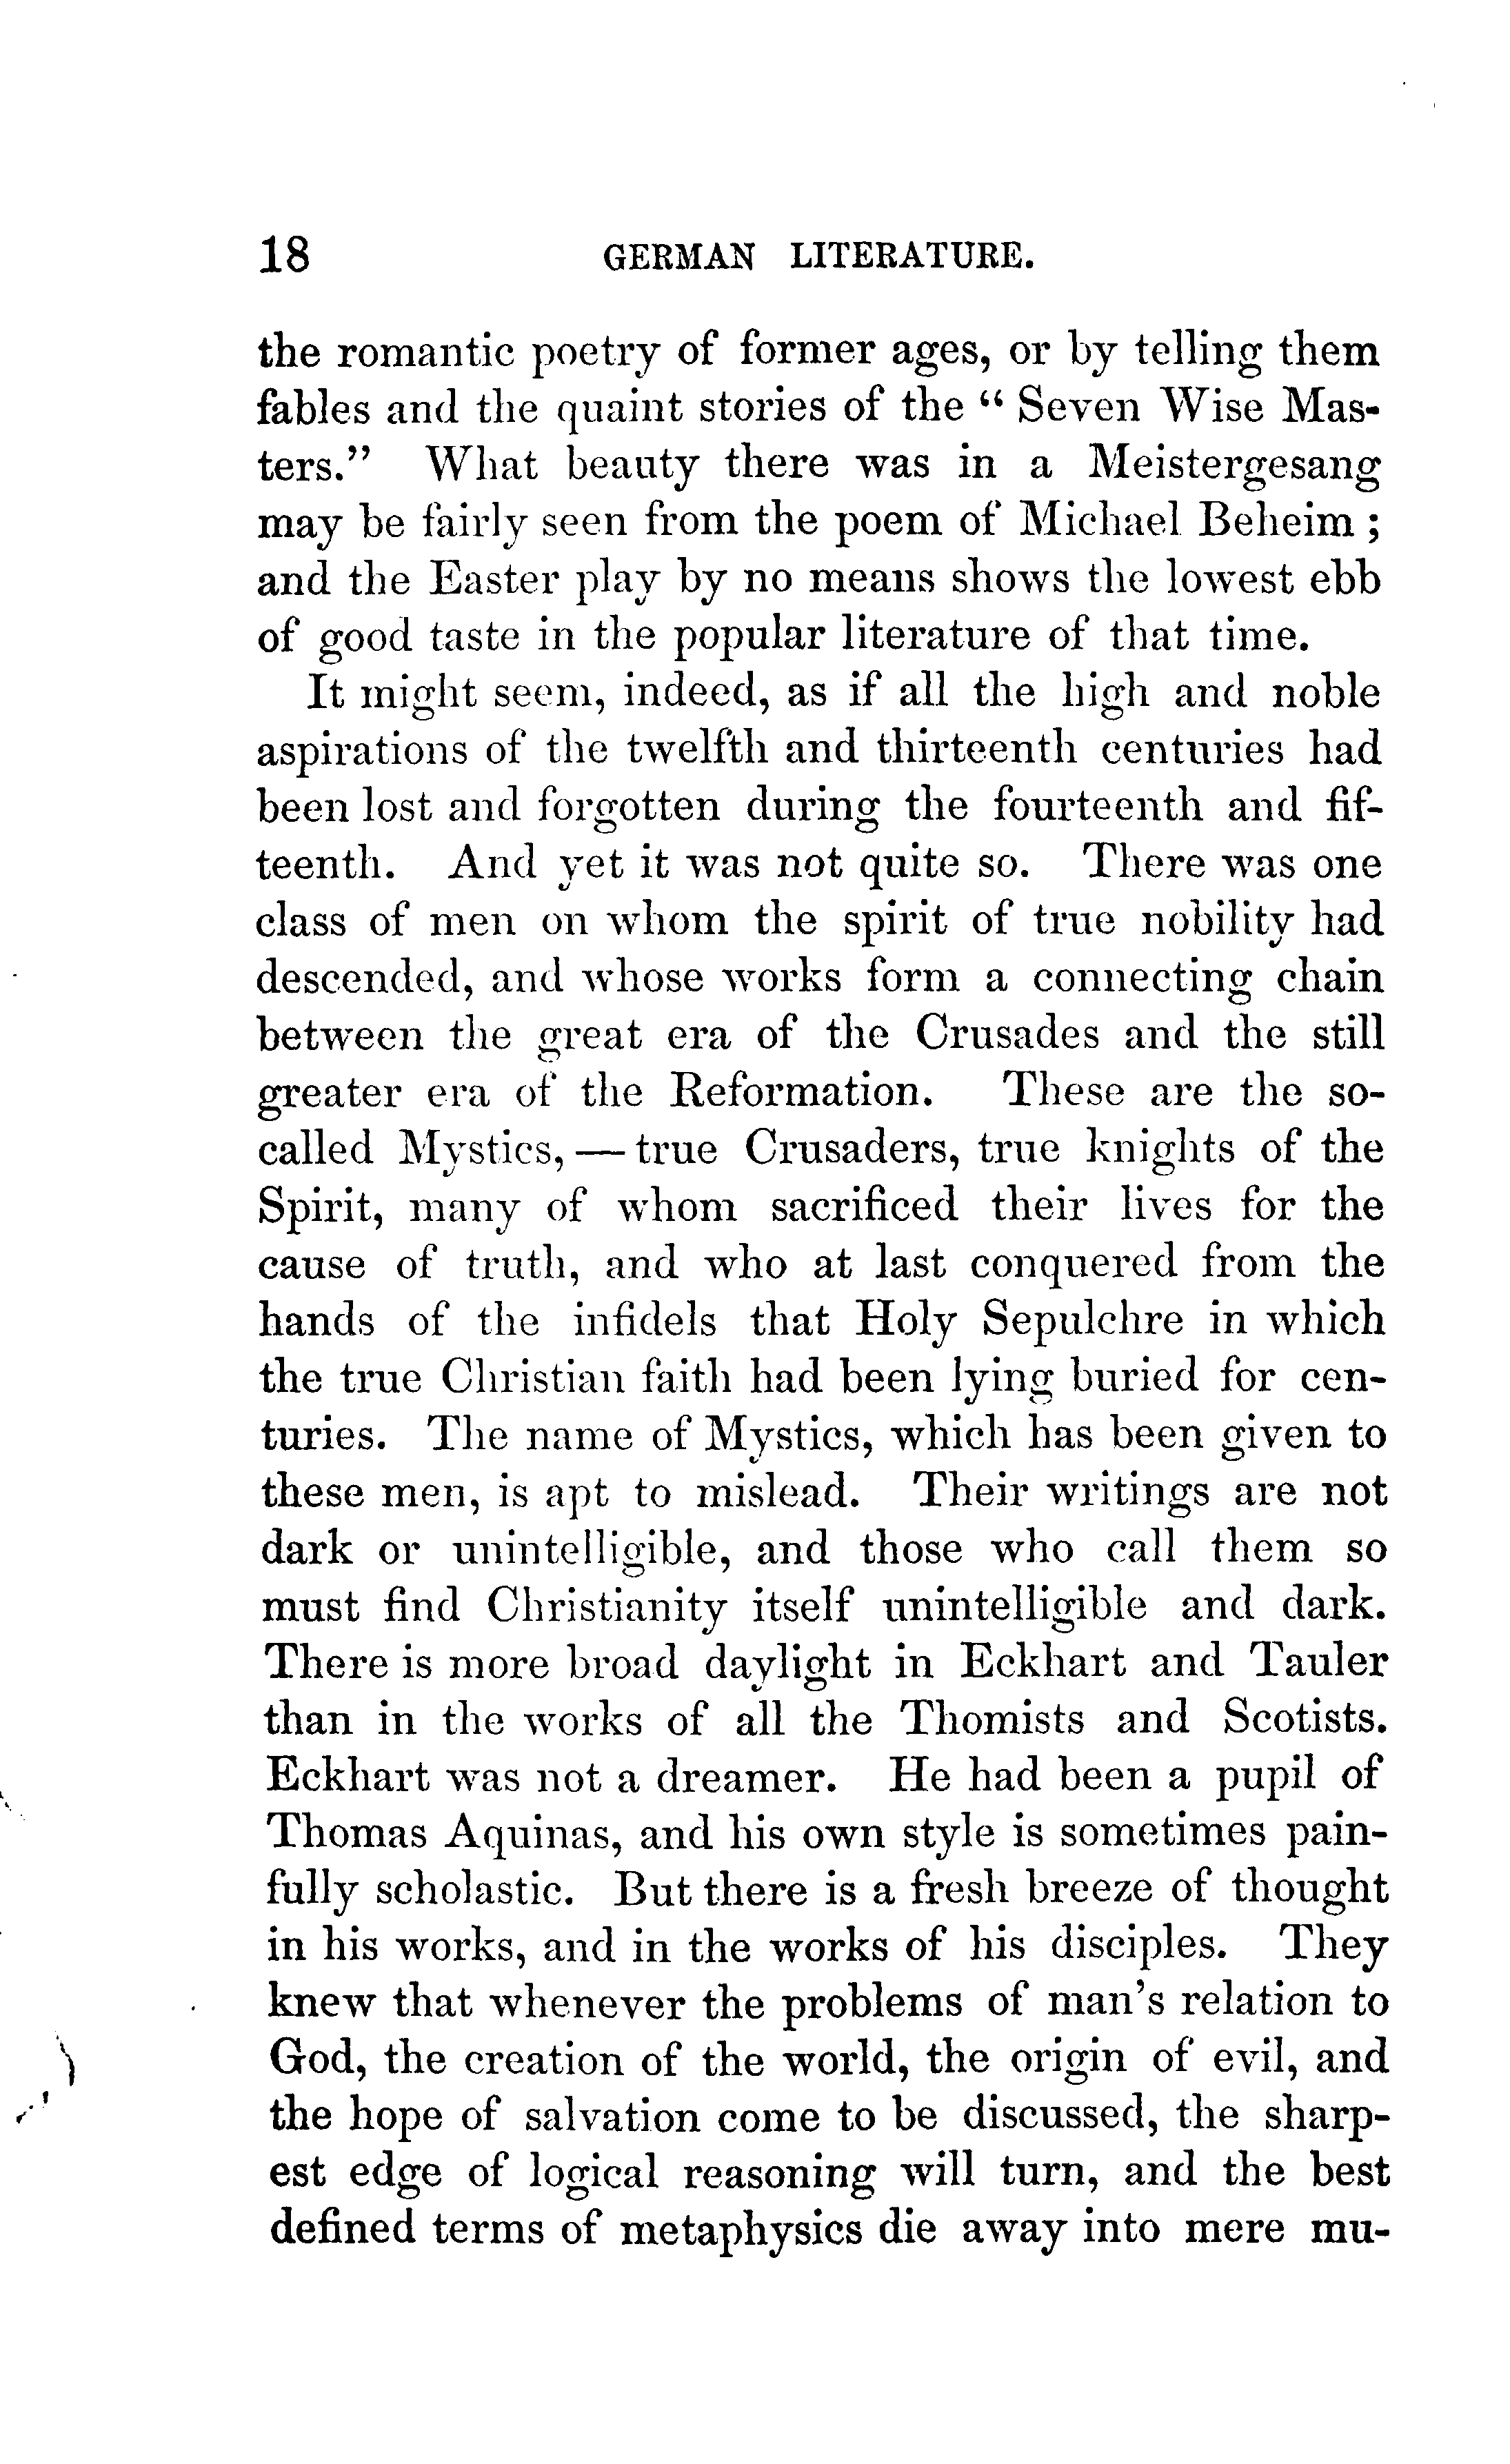 18 GERMAN LITERATURE.
the romantic poetry of former ages, or by telling them
fables and the quaint stories of the “ Seven Wise Mas-
ters.” What beauty there was in a Meistergesang
may be fairly seen from the poem of Michael Beheim ;
and the Easter play by no means shows the lowest ebb
of good taste in the popular literature of that time.
It might seem, indeed, as if all the high and noble
aspirations of the twelfth and thirteenth centuries had
been lost and forgotten during the fourteenth and fif-
teenth. And yet it was not quite so. There was one
class of men on whom the spirit of true nobility had
descended, and whose works form a connecting chain
between the great era of the Crusades and the still
greater era of the Reformation. These are the so-
called Mystics, — true Crusaders, true knights of the
Spirit, many of whom sacrificed their lives for the
cause of truth, and who at last conquered from the
hands of the infidels that Holy Sepulchre in which
the true Christian faith had been lying buried for cen-
turies. The name of Mystics, which has been given to
these men, is apt to mislead. Their writings are not
dark or unintelligible, and those who call them so
must find Christianity itself unintelligible and dark.
There is more broad daylight in Eckhart and Tauler
than in the works of all the Thomists and Scotists.
Eckhart was not a dreamer. He had been a pupil of
Thomas Aquinas, and his own style is sometimes pain-
fully scholastic. But there is a fresh breeze of thought
in his works, and in the works of his disciples. They
knew that whenever the problems of man’s relation to
God, the creation of the world, the origin of evil, and
the hope of salvation come to be discussed, the sharp-
est edge of logical reasoning will turn, and the best
defined terms of metaphysics die away into mere mu-